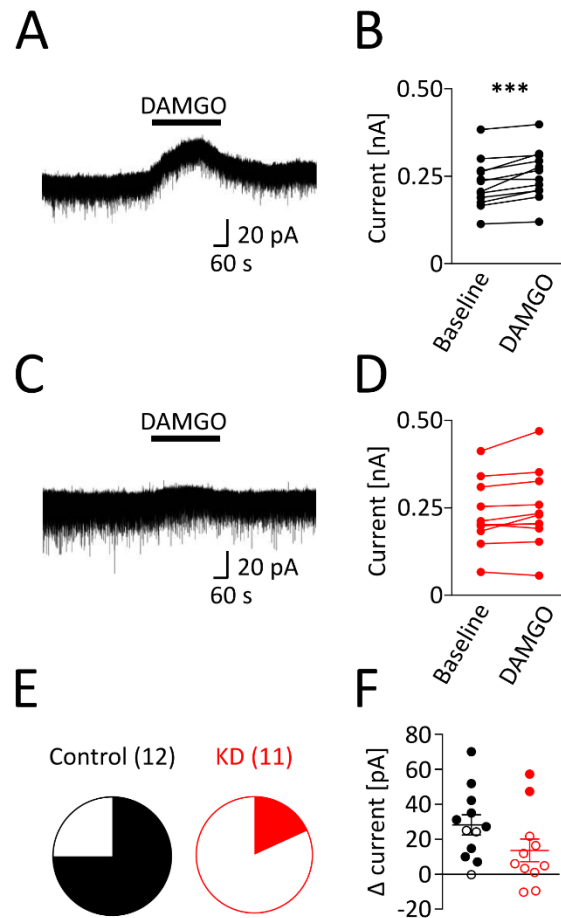 A
DAMGO
20 pA
60 s
B
***
0.50
0.25
0
Current [nA]
Baseline
DAMGO
C
DAMGO
20 pA
60 s
D
0.50
0.25
0
Current [nA]
Baseline
DAMGO
E
Control (12)
KD (11)
F
80
60
40
20
0
-20
Δ current [pA]